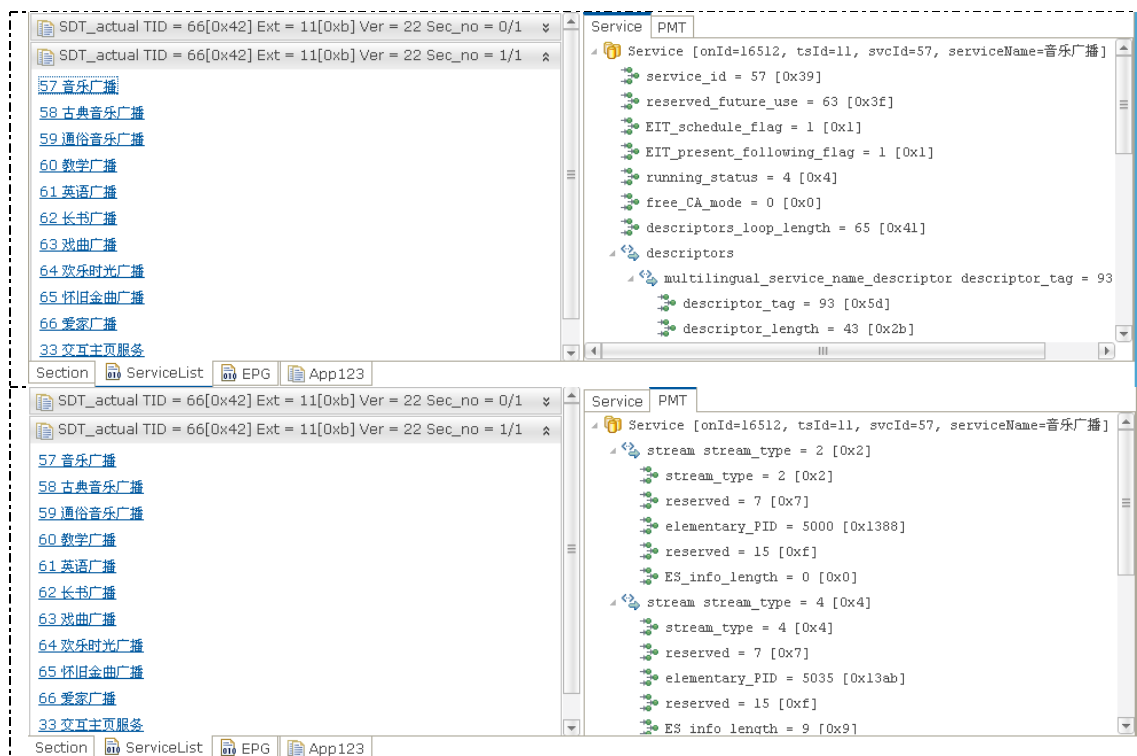 SDT_actual TID = 66[0x42] Ext = 11[0xb] Ver = 22 Sec_no = 0/1
SDT_actual TID = 66[0x42] Ext = 11[0xb] Ver = 22 Sec_no = 1/1
57 音乐广播
58 古典音乐广播
59 通俗音乐广播
60 教学广播
61 英语广播
62 长书广播
63 戏曲广播
64 欢乐时光广播
65 怀旧金曲广播
66 爱家广播
33 交互主页服务
Section ServiceList EPG App123
Service PMT
Service [onId=16512, tsId=11, svcId=57, serviceName=音乐广播]
service_id = 57 [0x39]
reserved_future_use = 63 [0x3f]
EIT_schedule_flag = 1 [0x1]
EIT_present_following_flag = 1 [0x1]
running_status = 4 [0x4]
free_CA_mode = 0 [0x0]
descriptors_loop_length = 65 [0x41]
descriptors
multilingual_service_name_descriptor descriptor_tag = 93
descriptor_tag = 93 [0x5d]
descriptor_length = 43 [0x2b]
SDT_actual TID = 66[0x42] Ext = 11[0xb] Ver = 22 Sec_no = 0/1
SDT_actual TID = 66[0x42] Ext = 11[0xb] Ver = 22 Sec_no = 1/1
57 音乐广播
58 古典音乐广播
59 通俗音乐广播
60 教学广播
61 英语广播
62 长书广播
63 戏曲广播
64 欢乐时光广播
65 怀旧金曲广播
66 爱家广播
33 交互主页服务
Section ServiceList EPG App123
Service PMT
Service [onId=16512, tsId=11, svcId=57, serviceName=音乐广播]
stream stream_type = 2 [0x2]
stream_type = 2 [0x2]
reserved = 7 [0x7]
elementary_PID = 5000 [0x1388]
reserved = 15 [0xf]
ES_info_length = 0 [0x0]
stream stream_type = 4 [0x4]
stream_type = 4 [0x4]
reserved = 7 [0x7]
elementary_PID = 5035 [0x13ab]
reserved = 15 [0xf]
ES_info_length = 9 [0x9]